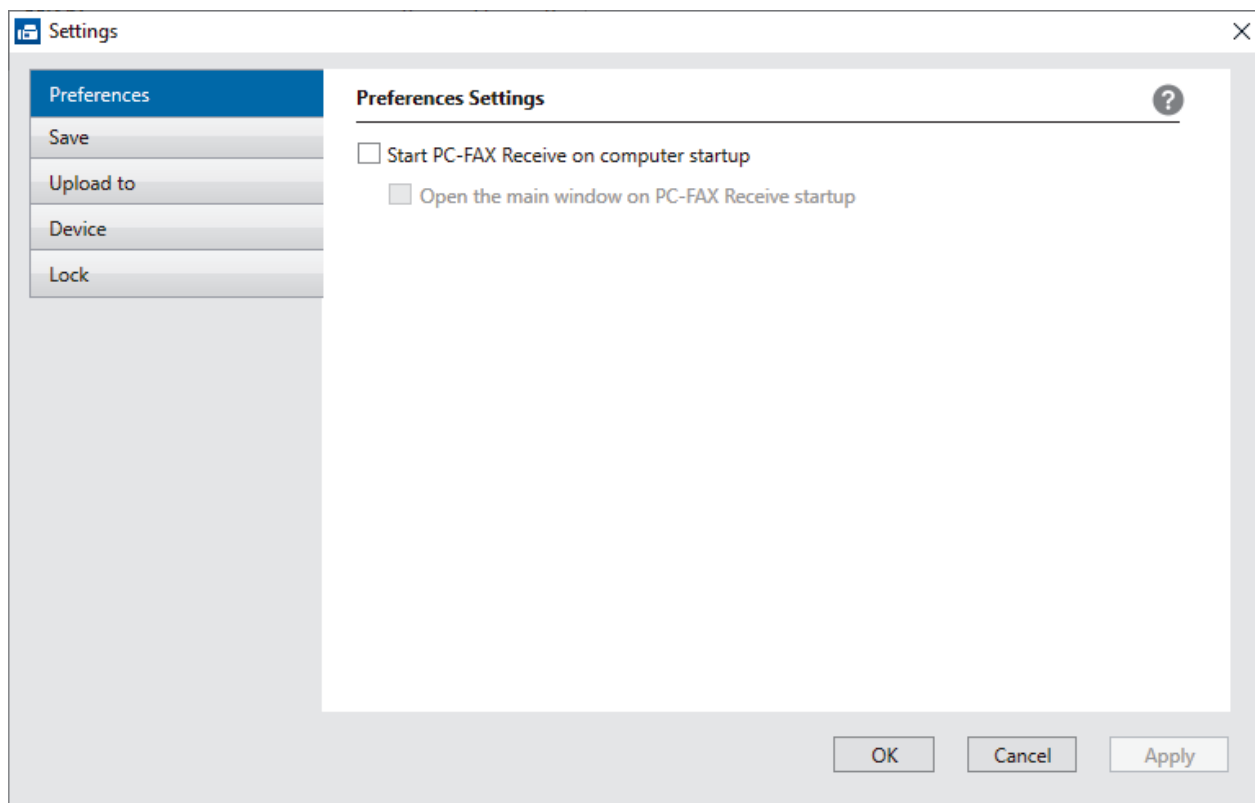 Settings
Preferences
Save
Upload to
Device
Lock
Preferences Settings
?
Start PC-FAX Receive on computer startup
Open the main window on PC-FAX Receive startup
OK
Cancel
Apply